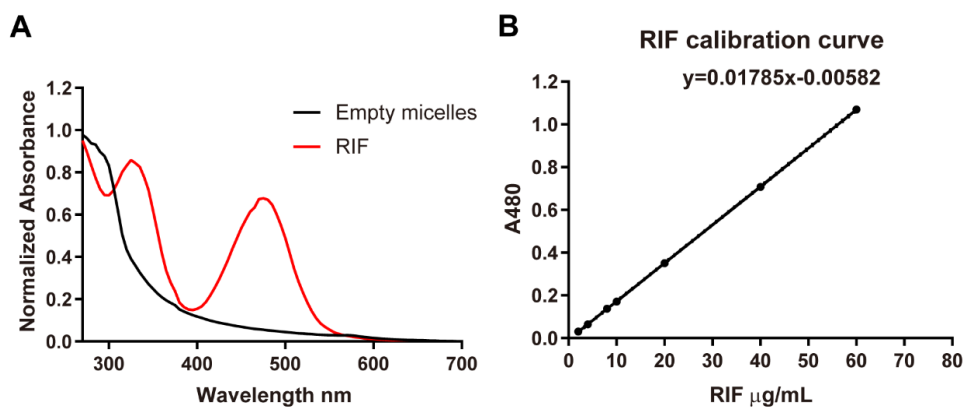 A
Normalized Absorbance
1.2
1.0
0.8
0.6
0.4
0.2
0.0
300
400
500
600
700
Wavelength nm
Empty micelles
RIF
B
RIF calibration curve
y=0.01785x-0.00582
A480
1.2
1.0
0.8
0.6
0.4
0.2
0.0
0
10
20
30
40
50
60
70
80
RIF μg/mL